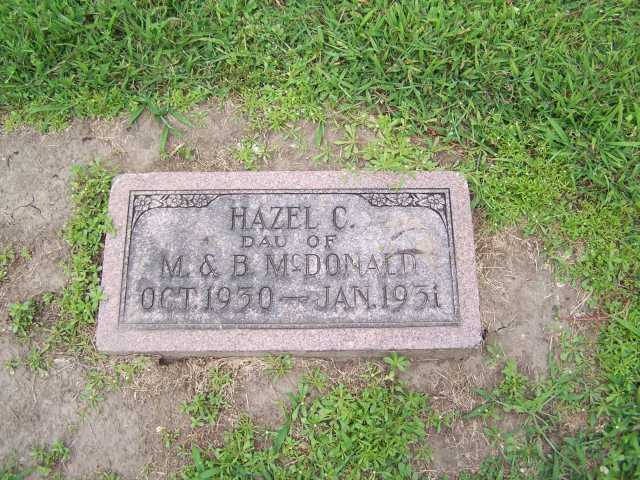 HAZEL C.
DAU OF
M. & B. McDONALD
OCT. 1930 — JAN. 1931